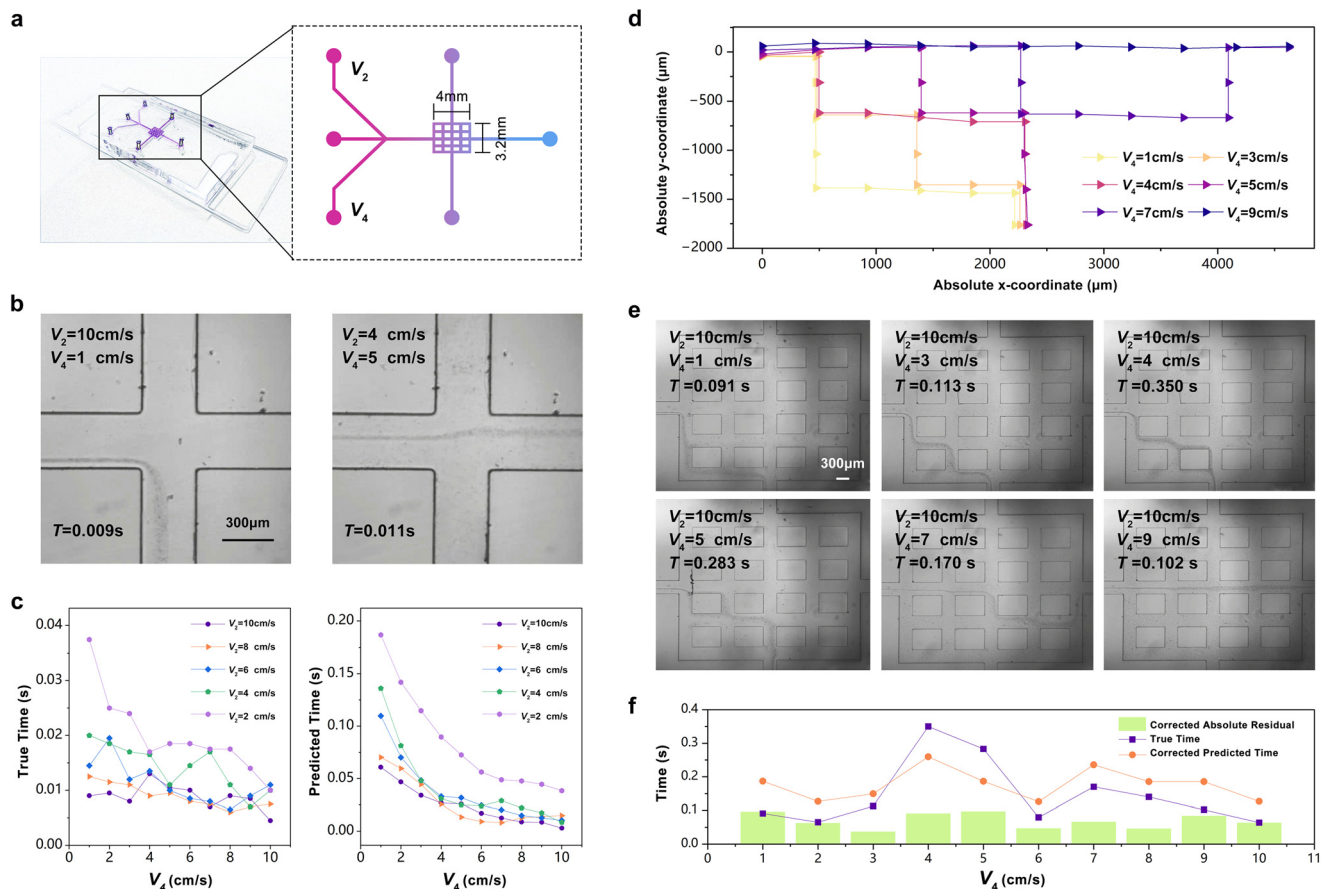 a
V2
4mm
3.2mm
V4
b
V2=10cm/s
V4=1 cm/s
T=0.009s
300μm
V2=4 cm/s
V4=5 cm/s
T=0.011s
c
0.04
0.03
0.02
0.01
0.00
True Time (s)
0 2 4 6 8 10
V4 (cm/s)
V2=10cm/s
V2=8 cm/s
V2=6 cm/s
V2=4 cm/s
V2=2 cm/s
0.20
0.15
0.10
0.05
0.00
Predicted Time (s)
0 2 4 6 8 10
V4 (cm/s)
V2=10cm/s
V2=8 cm/s
V2=6 cm/s
V2=4 cm/s
V2=2 cm/s
d
0
−500
−1000
−1500
−2000
Absolute y-coordinate (μm)
V4=1cm/s V4=3cm/s
V4=4cm/s V4=5cm/s
V4=7cm/s V4=9cm/s
0 1000 2000 3000 4000
Absolute x-coordinate (μm)
e
V2=10cm/s
V4=1 cm/s
T=0.091 s
300μm
V2=10cm/s
V4=3 cm/s
T=0.113 s
V2=10cm/s
V4=4 cm/s
T=0.350 s
V2=10cm/s
V4=5 cm/s
T=0.283 s
V2=10cm/s
V4=7 cm/s
T=0.170 s
V2=10cm/s
V4=9 cm/s
T=0.102 s
f
0.4
0.3
0.2
0.1
0.0
Time (s)
Corrected Absolute Residual
True Time
Corrected Predicted Time
0 1 2 3 4 5 6 7 8 9 10 11
V4 (cm/s)